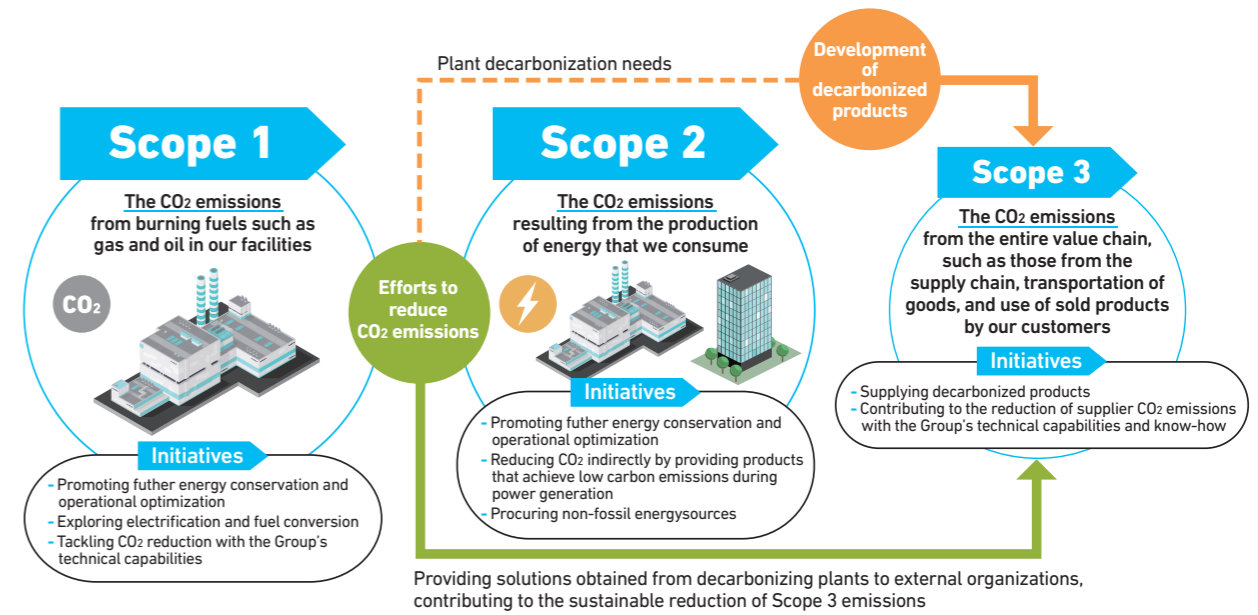 Plant decarbonization needs
Development
of
decarbonized
products
Scope 1
The CO2 emissions
from burning fuels such as
gas and oil in our facilities
CO2
Initiatives
- Promoting futher energy conservation and
operational optimization
- Exploring electrification and fuel conversion
- Tackling CO2 reduction with the Group's
technical capabilities
Efforts to
reduce
CO2 emissions
Scope 2
The CO2 emissions
resulting from the production
of energy that we consume
Initiatives
- Promoting futher energy conservation and
operational optimization
- Reducing CO2 indirectly by providing products
that achieve low carbon emissions during
power generation
- Procuring non-fossil energysources
Scope 3
The CO2 emissions
from the entire value chain,
such as those from the
supply chain, transportation of
goods, and use of sold products
by our customers
Initiatives
- Supplying decarbonized products
- Contributing to the reduction of supplier CO2 emissions
with the Group's technical capabilities and know-how
Providing solutions obtained from decarbonizing plants to external organizations,
contributing to the sustainable reduction of Scope 3 emissions